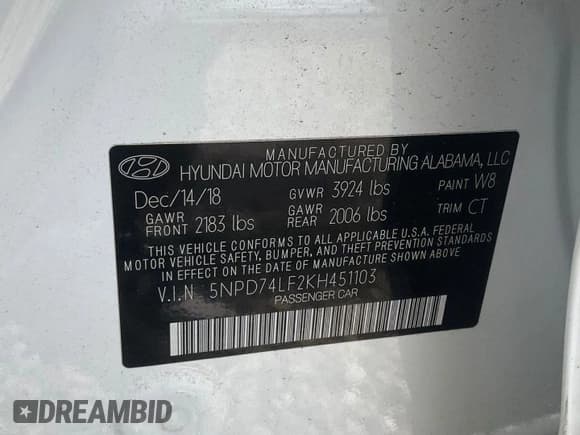 MANUFACTURED BY
HYUNDAI MOTOR MANUFACTURING ALABAMA, LLC
Dec/14/18 GVWR 3924 lbs PAINT W8
GAWR FRONT 2183 lbs GAWR REAR 2006 lbs TRIM CT
THIS VEHICLE CONFORMS TO ALL APPLICABLE U.S.A. FEDERAL
MOTOR VEHICLE SAFETY, BUMPER, AND THEFT PREVENTION STANDARDS
IN EFFECT ON THE DATE OF MANUFACTURE SHOWN ABOVE.
V.I.N 5NPD74LF2KH451103
PASSENGER CAR
DREAMBID